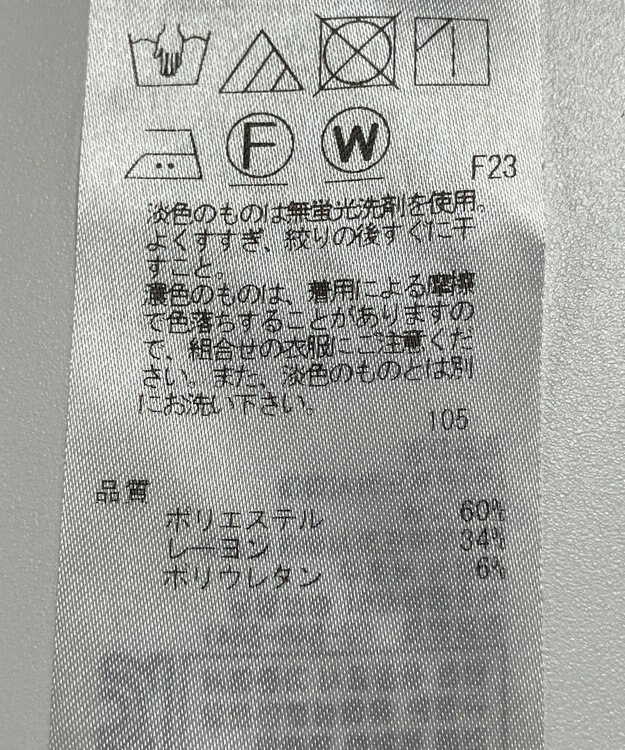 F W F23
淡色のものは無蛍光洗剤を使用。
よくすすぎ、絞りの後すぐに干
すこと。
濃色のものは、着用による摩擦
で色落ちすることがありますの
で、組合せの衣服にご注意くだ
さい。また、淡色のものとは別
にお洗い下さい。
105
品質
ポリエステル 60%
レーヨン 34%
ポリウレタン 6%